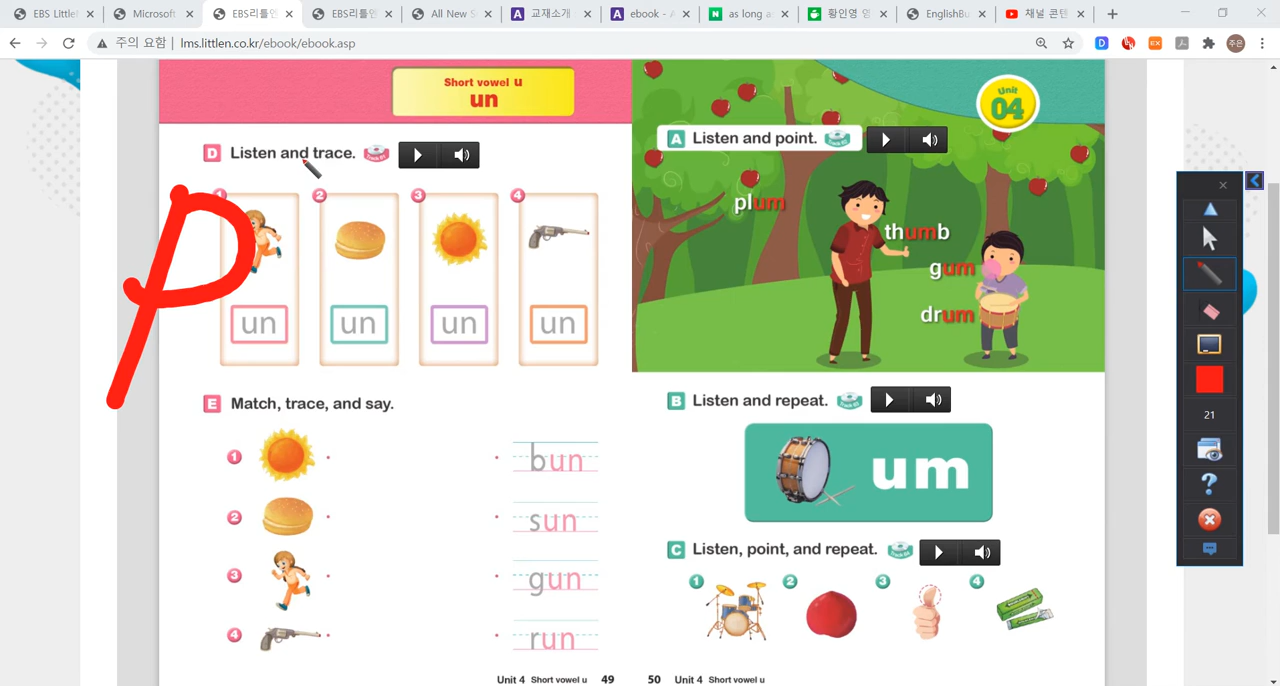 EBS Littlel
Microsoft
EBS리틀엔
EBS리틀엔
All New S
교재소개
ebook - A
as long a
황인영 영
EnglishBu
채널 콘텐
주의 요함 | lms.littlen.co.kr/ebook/ebook.asp
주은
Short vowel u
un
D Listen and trace.
1
2
3
4
un
un
un
un
P
E Match, trace, and say.
1
bun
2
sun
3
gun
4
run
Unit 4 Short vowel u 49
Unit
04
A Listen and point.
plum
thumb
gum
drum
B Listen and repeat.
um
C Listen, point, and repeat.
1
2
3
4
50 Unit 4 Short vowel u
21